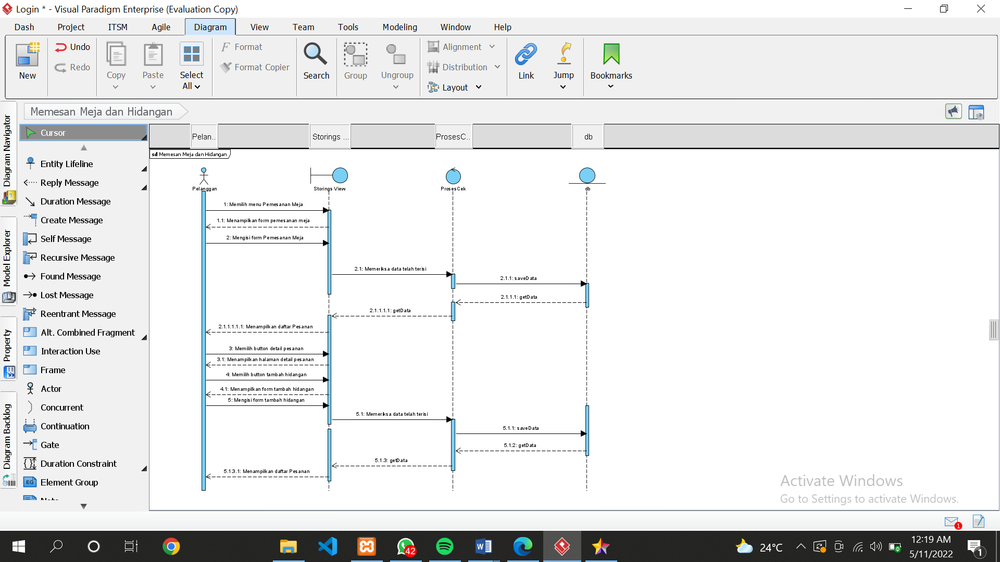 Login * - Visual Paradigm Enterprise (Evaluation Copy)
Dash Project ITSM Agile Diagram View Team Tools Modeling Window Help
New
Undo
Redo
Copy
Paste
Select All
Format
Format Copier
Search
Group
Ungroup
Alignment
Distribution
Layout
Link
Jump
Bookmarks
Memesan Meja dan Hidangan
Diagram Navigator
Model Explorer
Property
Diagram Backlog
Cursor
Entity Lifeline
Reply Message
Duration Message
Create Message
Self Message
Recursive Message
Found Message
Lost Message
Reentrant Message
Alt. Combined Fragment
Interaction Use
Frame
Actor
Concurrent
Continuation
Gate
Duration Constraint
EG Element Group
Pelan.. Storings ... ProsesC.. db
sd Memesan Meja dan Hidangan
Pelanggan Storings View ProsesCek db
1: Memilih menu Pemesanan Meja
1.1: Menampilkan form pemesanan meja
2: Mengisi form Pemesanan Meja
2.1: Memeriksa data telah terisi
2.1.1: saveData
2.1.1.1: getData
2.1.1.1.1: getData
2.1.1.1.1.1: Menampilkan daftar Pesanan
3: Memilih button detail pesanan
3.1: Menampilkan halaman detail pesanan
4: Memilih button tambah hidangan
4.1: Menampilkan form tambah hidangan
5: Mengisi form tambah hidangan
5.1: Memeriksa data telah terisi
5.1.1: saveData
5.1.2: getData
5.1.3: getData
5.1.3.1: Menampilkan daftar Pesanan
Activate Windows
Go to Settings to activate Windows.
1
42
24°C
12:19 AM
5/11/2022
1